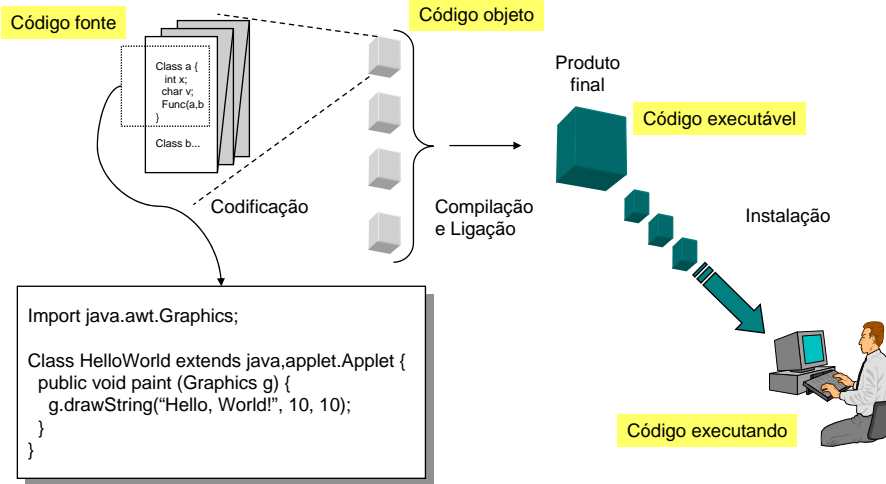 Código fonte
Código objeto
Class a {
int x;
char v;
Func(a,b
}
Class b...
Produto
final
Código executável
Codificação
Compilação
e Ligação
Instalação
Import java.awt.Graphics;
Class HelloWorld extends java,applet.Applet {
public void paint (Graphics g) {
g.drawString(“Hello, World!”, 10, 10);
}
}
Código executando